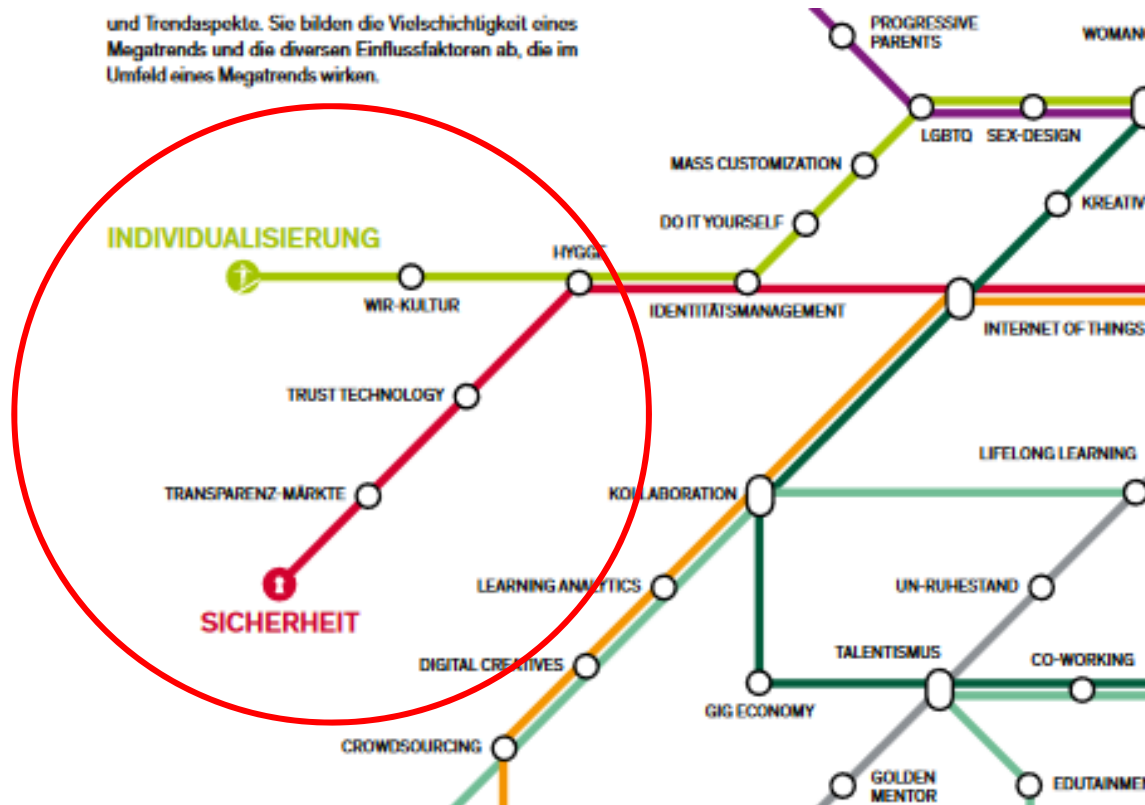 und Trendaspekte. Sie bilden die Vielschichtigkeit eines
Megatrends und die diversen Einflussfaktoren ab, die im
Umfeld eines Megatrends wirken.
PROGRESSIVE
PARENTS
LGBTQ
SEX-DESIGN
MASS CUSTOMIZATION
DO IT YOURSELF
INDIVIDUALISIERUNG
HYGGE
WIR-KULTUR
IDENTITÄTSMANAGEMENT
INTERNET OF THINGS
TRUST TECHNOLOGY
LIFELONG LEARNING
TRANSPARENZ-MÄRKTE
KOLLABORATION
LEARNING ANALYTICS
UN-RUHESTAND
SICHERHEIT
TALENTISMUS
CO-WORKING
DIGITAL CREATIVES
GIG ECONOMY
CROWDSOURCING
GOLDEN
MENTOR